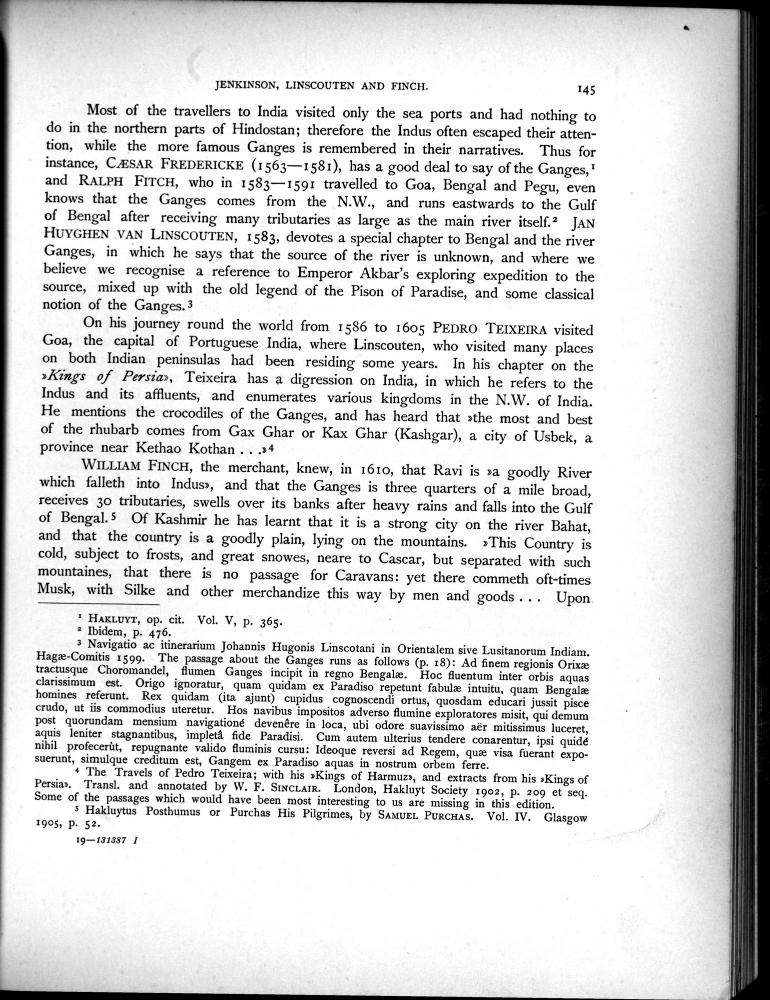 JENKINSON, LINSCOUTEN AND FINCH.
145
Most of the travellers to India visited only the sea ports and had nothing to
do in the northern parts of Hindostan; therefore the Indus often escaped their atten-
tion, while the more famous Ganges is remembered in their narratives. Thus for
instance, CÆSAR FREDERICKE (1563—1581), has a good deal to say of the Ganges,¹
and RALPH FITCH, who in 1583—1591 travelled to Goa, Bengal and Pegu, even
knows that the Ganges comes from the N.W., and runs eastwards to the Gulf
of Bengal after receiving many tributaries as large as the main river itself.² JAN
HUYGHEN VAN LINSCOUTEN, 1583, devotes a special chapter to Bengal and the river
Ganges, in which he says that the source of the river is unknown, and where we
believe we recognise a reference to Emperor Akbar's exploring expedition to the
source, mixed up with the old legend of the Pison of Paradise, and some classical
notion of the Ganges.³
On his journey round the world from 1586 to 1605 PEDRO TEIXEIRA visited
Goa, the capital of Portuguese India, where Linscouten, who visited many places
on both Indian peninsulas had been residing some years. In his chapter on the
»Kings of Persia», Teixeira has a digression on India, in which he refers to the
Indus and its affluents, and enumerates various kingdoms in the N.W. of India.
He mentions the crocodiles of the Ganges, and has heard that »the most and best
of the rhubarb comes from Gax Ghar or Kax Ghar (Kashgar), a city of Usbek, a
province near Kethao Kothan . . .»⁴
WILLIAM FINCH, the merchant, knew, in 1610, that Ravi is »a goodly River
which falleth into Indus», and that the Ganges is three quarters of a mile broad,
receives 30 tributaries, swells over its banks after heavy rains and falls into the Gulf
of Bengal.⁵ Of Kashmir he has learnt that it is a strong city on the river Bahat,
and that the country is a goodly plain, lying on the mountains. »This Country is
cold, subject to frosts, and great snowes, neare to Cascar, but separated with such
mountaines, that there is no passage for Caravans: yet there commeth oft-times
Musk, with Silke and other merchandize this way by men and goods . . . Upon
¹ HAKLUYT, op. cit. Vol. V, p. 365.
² Ibidem, p. 476.
³ Navigatio ac itinerarium Johannis Hugonis Linscotani in Orientalem sive Lusitanorum Indiam.
Hagæ-Comitis 1599. The passage about the Ganges runs as follows (p. 18): Ad finem regionis Orixæ
tractusque Choromandel, flumen Ganges incipit in regno Bengalæ. Hoc fluentum inter orbis aquas
clarissimum est. Origo ignoratur, quam quidam ex Paradiso repetunt fabulæ intuitu, quam Bengalæ
homines referunt. Rex quidam (ita ajunt) cupidus cognoscendi ortus, quosdam educari jussit pisce
crudo, ut iis commodius uteretur. Hos navibus impositos adverso flumine exploratores misit, qui demum
post quorundam mensium navigationé devenêre in loca, ubi odore suavissimo aër mitissimus luceret,
aquis leniter stagnantibus, impletâ fide Paradisi. Cum autem ulterius tendere conarentur, ipsi quidé
nihil profecerût, repugnante valido fluminis cursu: Ideoque reversi ad Regem, quæ visa fuerant expo-
suerunt, simulque creditum est, Gangem ex Paradiso aquas in nostrum orbem ferre.
⁴ The Travels of Pedro Teixeira; with his »Kings of Harmuz», and extracts from his »Kings of
Persia». Transl. and annotated by W. F. SINCLAIR. London, Hakluyt Society 1902, p. 209 et seq.
Some of the passages which would have been most interesting to us are missing in this edition.
⁵ Hakluytus Posthumus or Purchas His Pilgrimes, by SAMUEL PURCHAS. Vol. IV. Glasgow
1905, p. 52.
19—131387 I